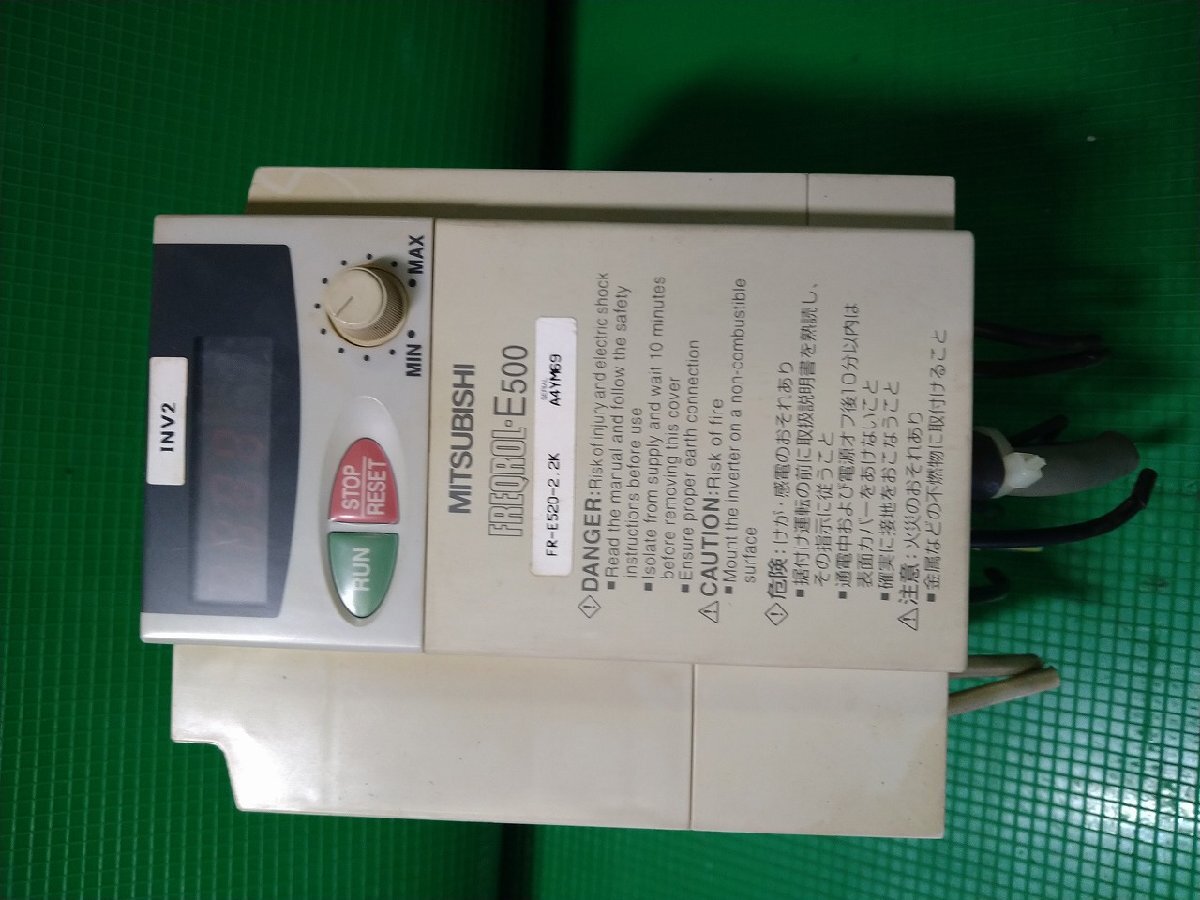 INV2
MIN
MAX
RUN
STOP
RESET
MITSUBISHI
FREQROL-E500
FR-E520-2.2K
SERIAL
A4YM69
DANGER:Risk of injury and electric shock
■Read the manual and follow the safety
instructions before use
■Isolate from supply and wait 10 minutes
before removing this cover
■Ensure proper earth connection
CAUTION:Risk of fire
■Mount the inverter on a non-combustible
surface
危険:けが・感電のおそれあり
■据付け運転の前に取扱説明書を熟読し、
その指示に従うこと
■通電中および電源オフ後10分以内は
表面カバーをあけないこと
■確実に接地をおこなうこと
注意:火災のおそれあり
■金属などの不燃物に取付けること